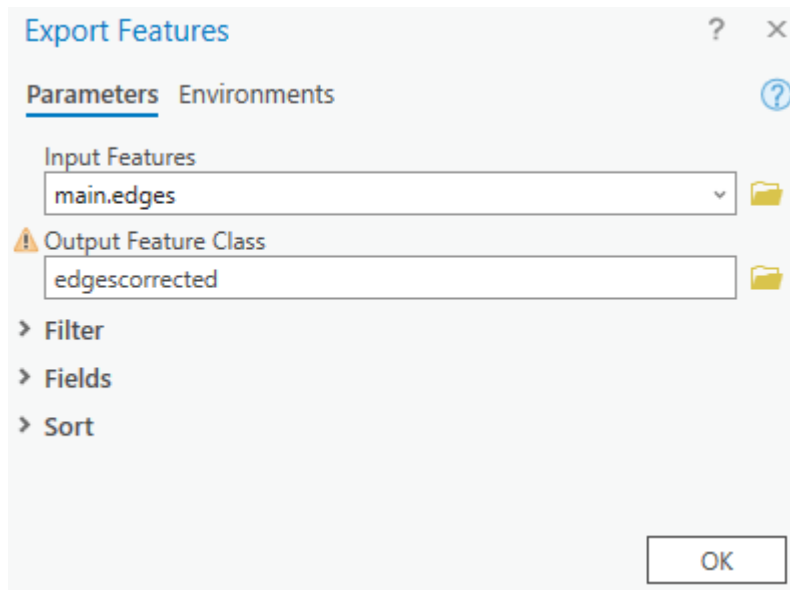 Export Features
Parameters Environments
Input Features
main.edges
Output Feature Class
edgescorrected
Filter
Fields
Sort
OK